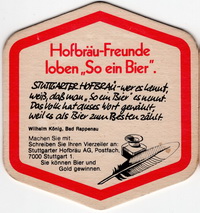 Hofbräu-Freunde
loben „So ein Bier".
STUTTGARTER HOFBRÄU - wer es kennt,
weiß, daß man „So ein Bier" es nennt.
Das Volk hat dieses Wort gewählt,
weil es als Bier zum Besten zählt.
Wilhelm König, Bad Rappenau
Machen Sie mit.
Schreiben Sie Ihren Vierzeiler an:
Stuttgarter Hofbräu AG, Postfach,
7000 Stuttgart 1.
Sie können Bier und
Gold gewinnen.